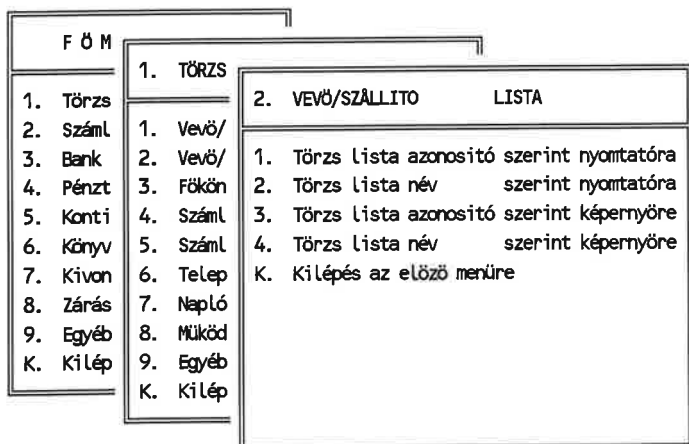 F Ö M
1. Törzs
2. Száml
3. Bank
4. Pénzt
5. Konti
6. Könyv
7. Kivon
8. Zárás
9. Egyéb
K. Kilép
1. TÖRZS
1. Vevö/
2. Vevö/
3. Fökön
4. Száml
5. Száml
6. Telep
7. Napló
8. Müköd
9. Egyéb
K. Kilép
2. VEVÖ/SZÅLLITO LISTA
1. Törzs lista azonositó szerint nyomtatóra
2. Törzs lista név szerint nyomtatóra
3. Törzs lista azonositó szerint képernyöre
4. Törzs lista név szerint képernyöre
K. Kilépés az elözö menüre